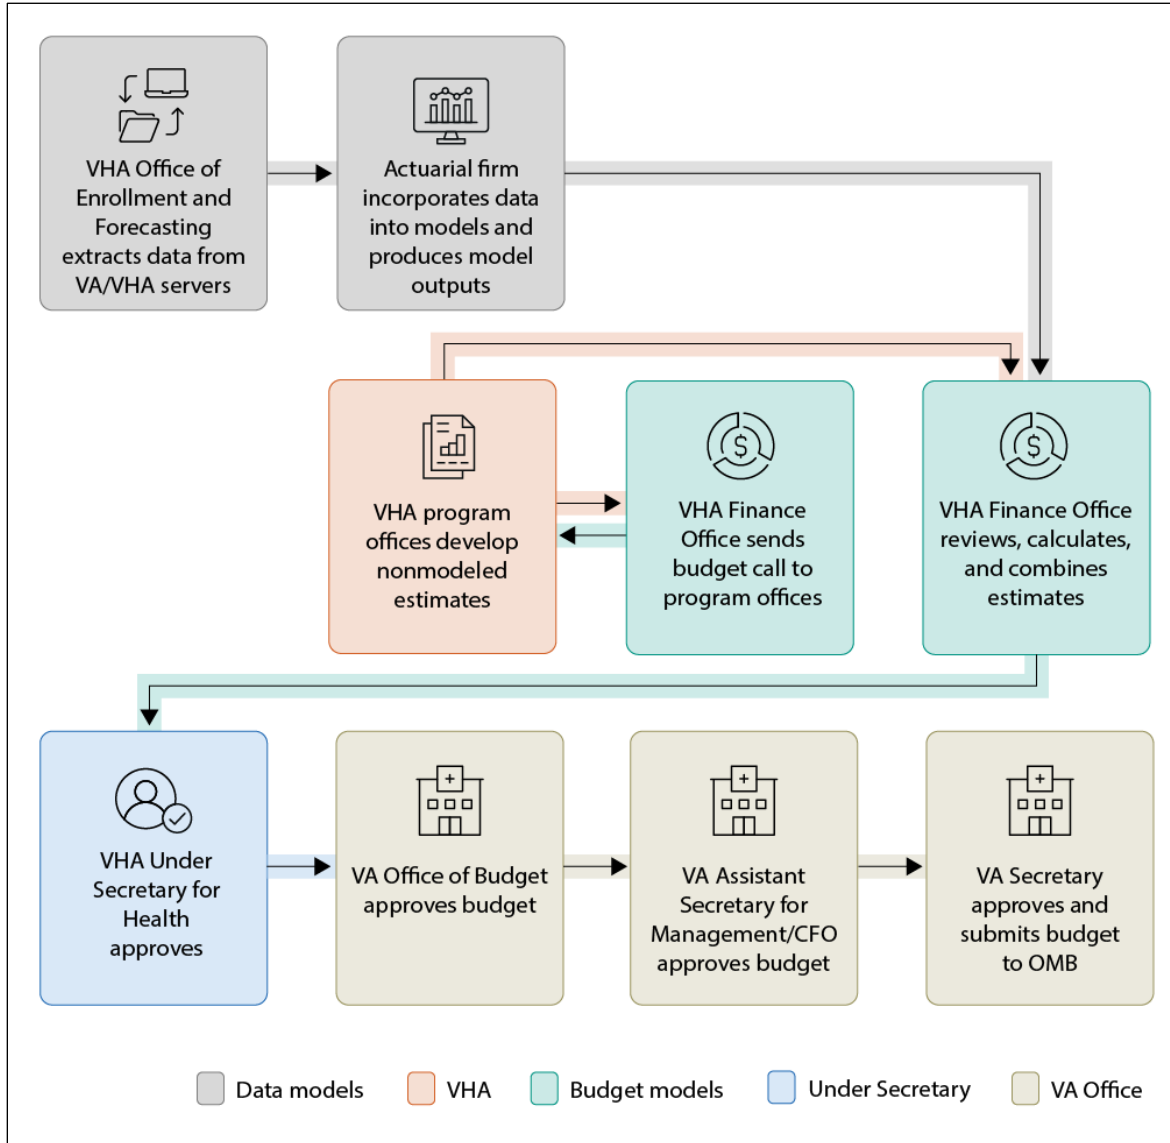 VHA Office of
Enrollment and
Forecasting
extracts data from
VA/VHA servers
Actuarial firm
incorporates data
into models and
produces model
outputs
VHA program
offices develop
nonmodeled
estimates
$
VHA Finance
Office sends
budget call to
program offices
$
VHA Finance Office
reviews, calculates,
and combines
estimates
VHA Under
Secretary for
Health
approves
VA Office of Budget
approves budget
VA Assistant
Secretary for
Management/CFO
approves budget
VA Secretary
approves and
submits budget
to OMB
Data models
VHA
Budget models
Under Secretary
VA Office